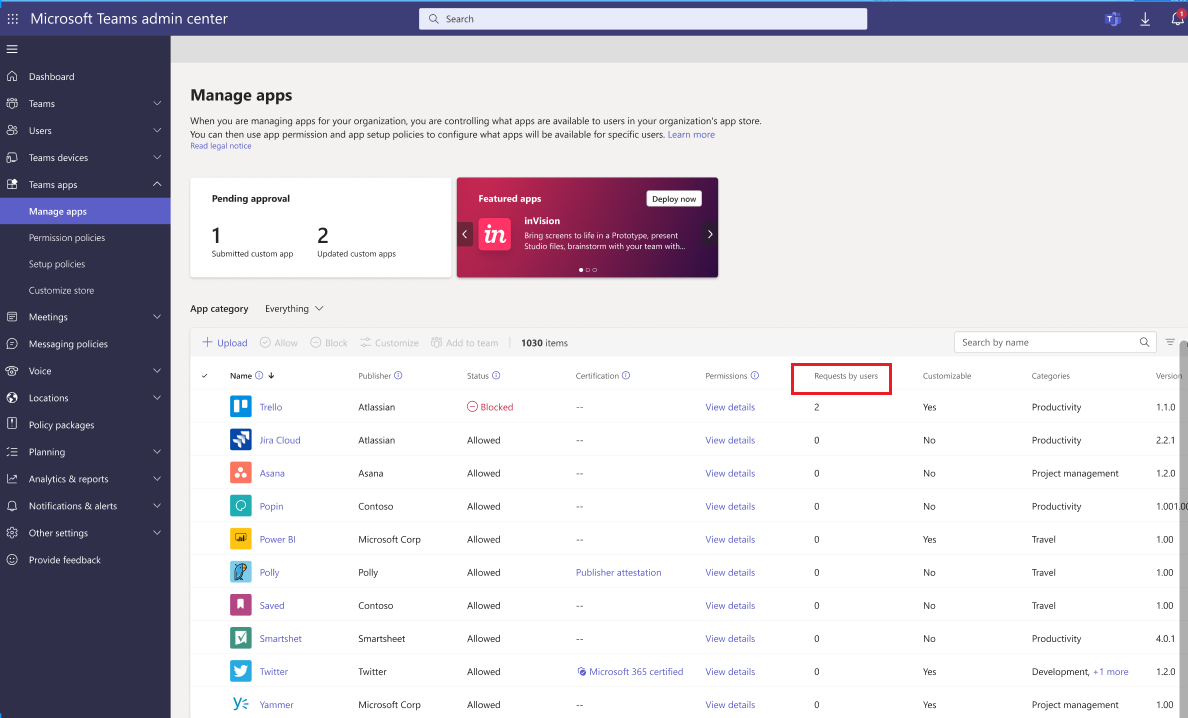 Microsoft Teams admin center
Search
1
Dashboard
Teams
Users
Teams devices
Teams apps
Manage apps
Permission policies
Setup policies
Customize store
Meetings
Messaging policies
Voice
Locations
Policy packages
Planning
Analytics & reports
Notifications & alerts
Other settings
Provide feedback
Manage apps
When you are managing apps for your organization, you are controlling what apps are available to users in your organization's app store.
You can then use app permission and app setup policies to configure what apps will be available for specific users. Learn more
Read legal notice
Pending approval
1 2
Submitted custom app Updated custom apps
Featured apps Deploy now
in
inVision
Bring screens to life in a Prototype, present
Studio files, brainstorm with your team with...
App category Everything
Upload Allow Block Customize Add to team 1030 items Search by name
Name Publisher Status Certification Permissions Requests by users Customizable Categories Version
Trello Atlassian Blocked -- View details 2 Yes Productivity 1.1.0
Jira Cloud Atlassian Allowed -- View details 0 No Productivity 2.2.1
Asana Asana Allowed -- View details 0 No Project management 1.2.0
Popin Contoso Allowed -- View details 0 No Productivity 1.001.00
Power BI Microsoft Corp Allowed -- View details 0 Yes Travel 1.00
Polly Polly Allowed Publisher attestation View details 0 No Travel 1.00
Saved Contoso Allowed -- View details 0 No Travel 1.00
Smartshet Smartsheet Allowed -- View details 0 No Productivity 4.0.1
Twitter Twitter Allowed Microsoft 365 certified View details 0 Yes Development, +1 more 1.2.0
Yammer Microsoft Corp Allowed -- View details 0 Yes Project management 1.00